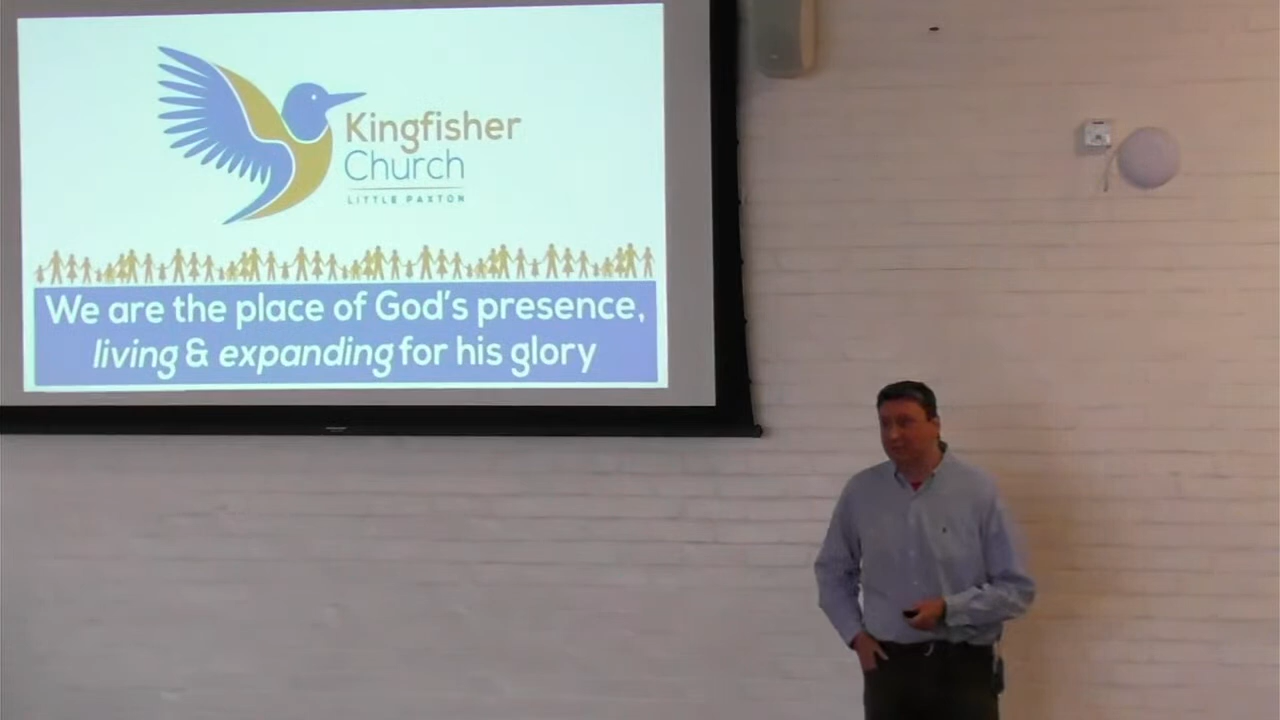 Kingfisher
Church
LITTLE PAXTON
We are the place of God's presence,
living & expanding for his glory